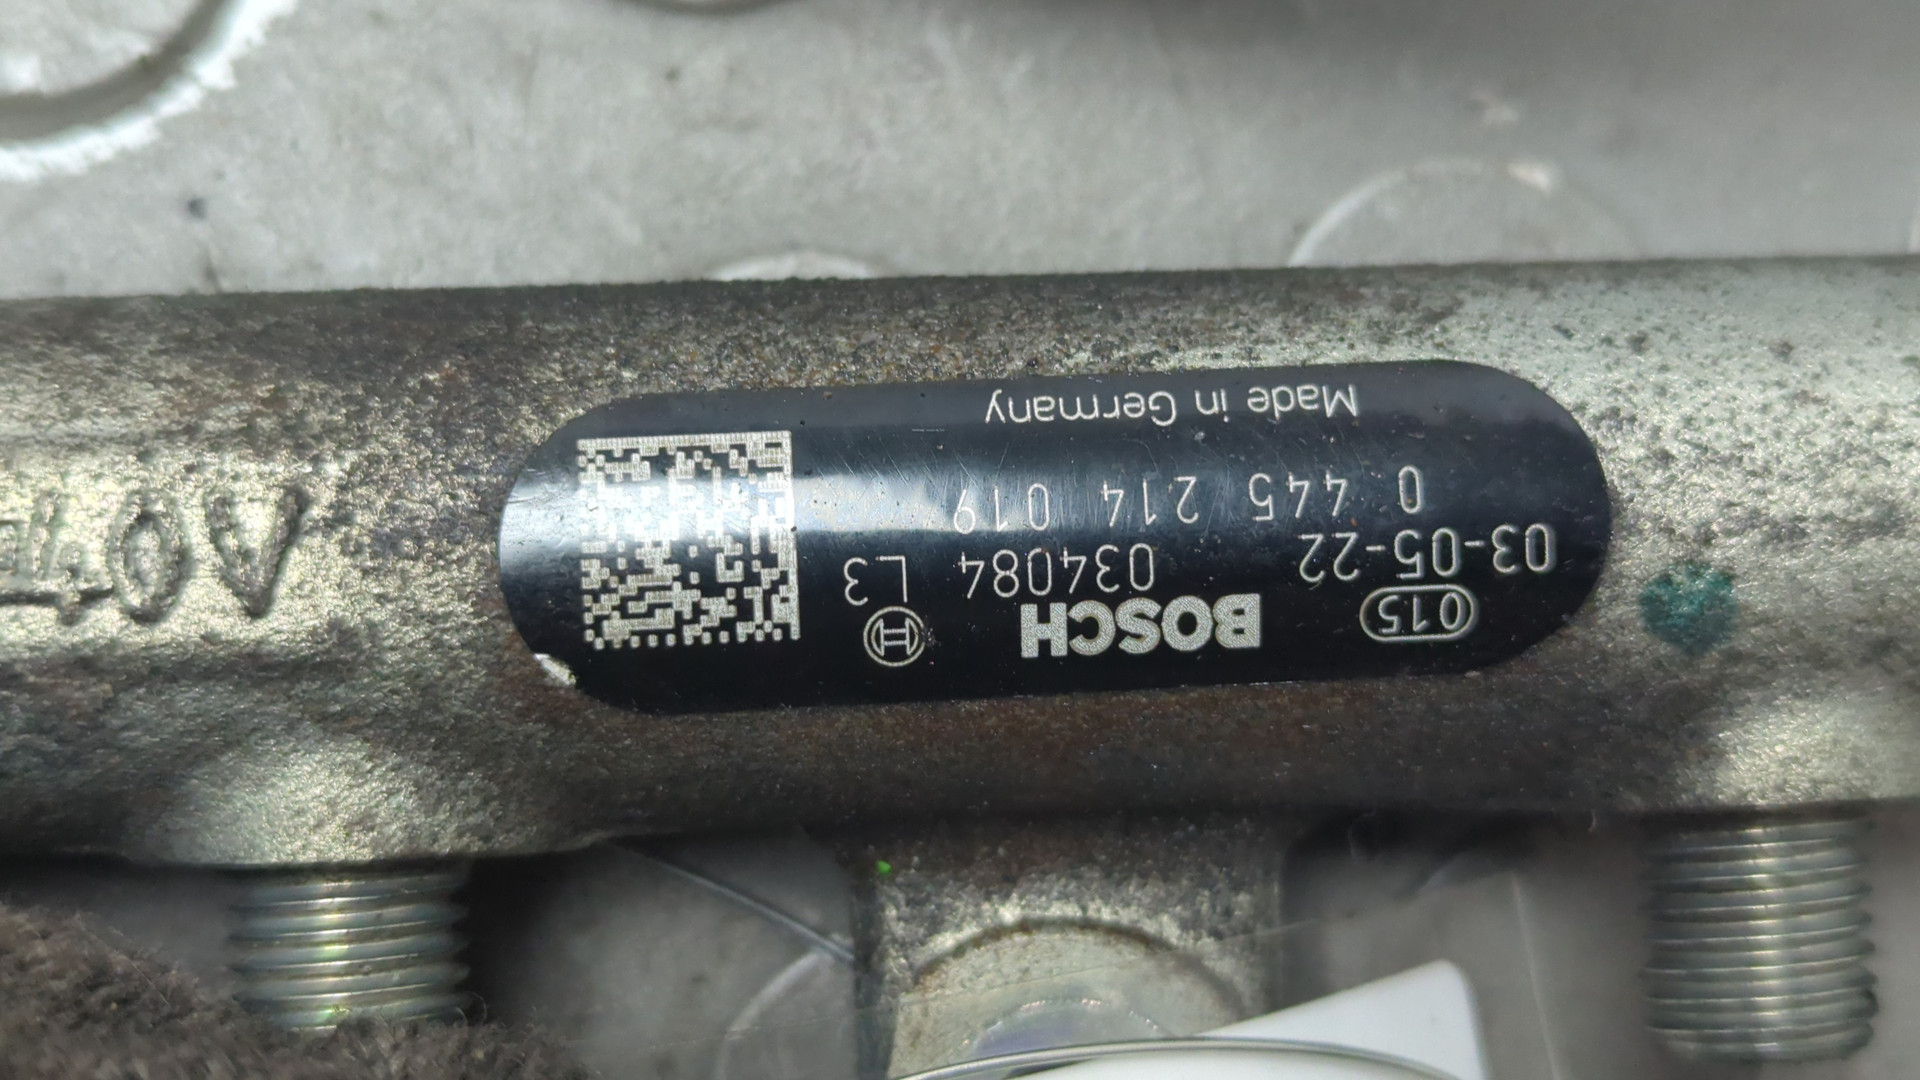 015 BOSCH
03-05-22 034084 L3
0 445 214 019
Made in Germany